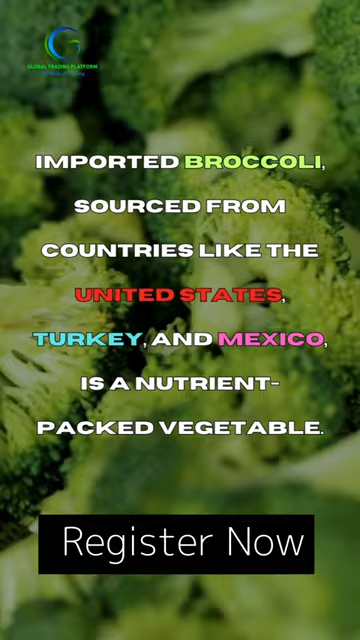 GLOBAL TRADING PLATFORM
IMPORTED BROCCOLI,
SOURCED FROM
COUNTRIES LIKE THE
UNITED STATES,
TURKEY, AND MEXICO,
IS A NUTRIENT-
PACKED VEGETABLE.
Register Now